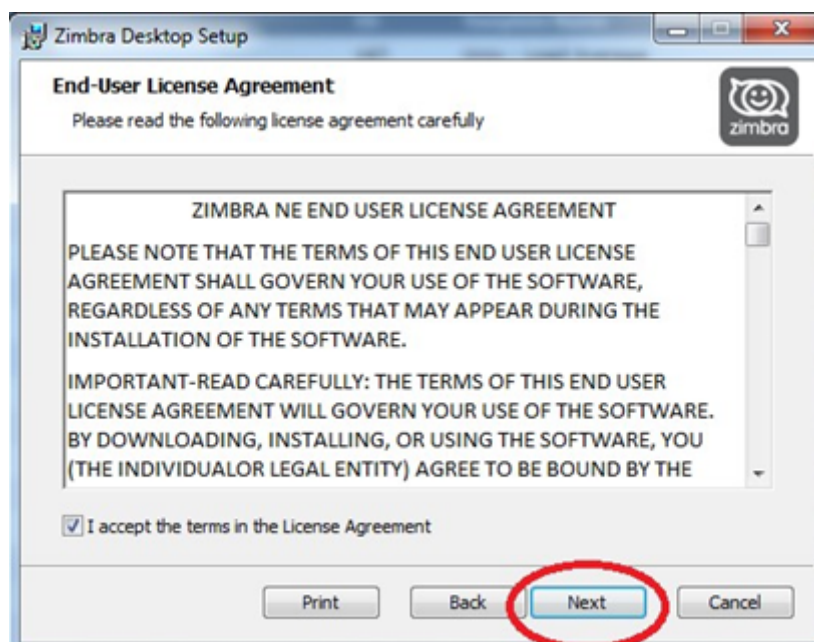 Zimbra Desktop Setup
End-User License Agreement
Please read the following license agreement carefully
zimbra
ZIMBRA NE END USER LICENSE AGREEMENT
PLEASE NOTE THAT THE TERMS OF THIS END USER LICENSE
AGREEMENT SHALL GOVERN YOUR USE OF THE SOFTWARE,
REGARDLESS OF ANY TERMS THAT MAY APPEAR DURING THE
INSTALLATION OF THE SOFTWARE.
IMPORTANT-READ CAREFULLY: THE TERMS OF THIS END USER
LICENSE AGREEMENT WILL GOVERN YOUR USE OF THE SOFTWARE.
BY DOWNLOADING, INSTALLING, OR USING THE SOFTWARE, YOU
(THE INDIVIDUALOR LEGAL ENTITY) AGREE TO BE BOUND BY THE
I accept the terms in the License Agreement
Print Back Next Cancel